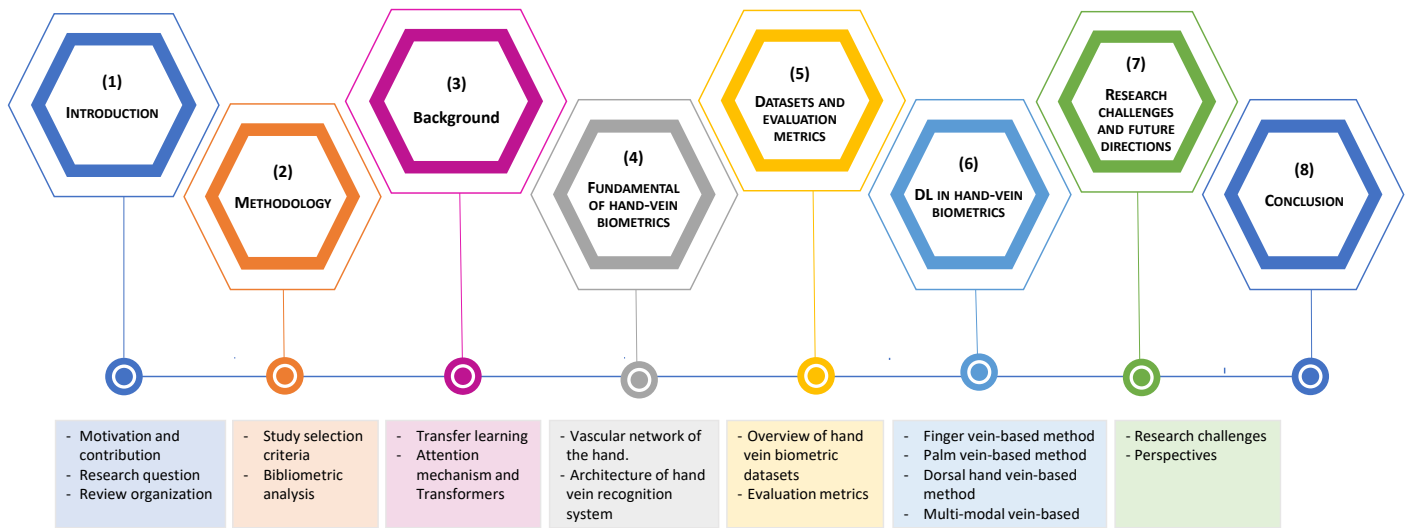 (1)
INTRODUCTION
(2)
METHODOLOGY
(3)
Background
(4)
FUNDAMENTAL
OF HAND-VEIN
BIOMETRICS
(5)
DATASETS AND
EVALUATION
METRICS
(6)
DL IN HAND-VEIN
BIOMETRICS
(7)
RESEARCH
CHALLENGES
AND FUTURE
DIRECTIONS
(8)
CONCLUSION
- Motivation and
contribution
- Research question
- Review organization
- Study selection
criteria
- Bibliometric
analysis
- Transfer learning
- Attention
mechanism and
Transformers
- Vascular network of
the hand.
- Architecture of hand
vein recognition
system
- Overview of hand
vein biometric
datasets
- Evaluation metrics
- Finger vein-based method
- Palm vein-based method
- Dorsal hand vein-based
method
- Multi-modal vein-based
- Research challenges
- Perspectives